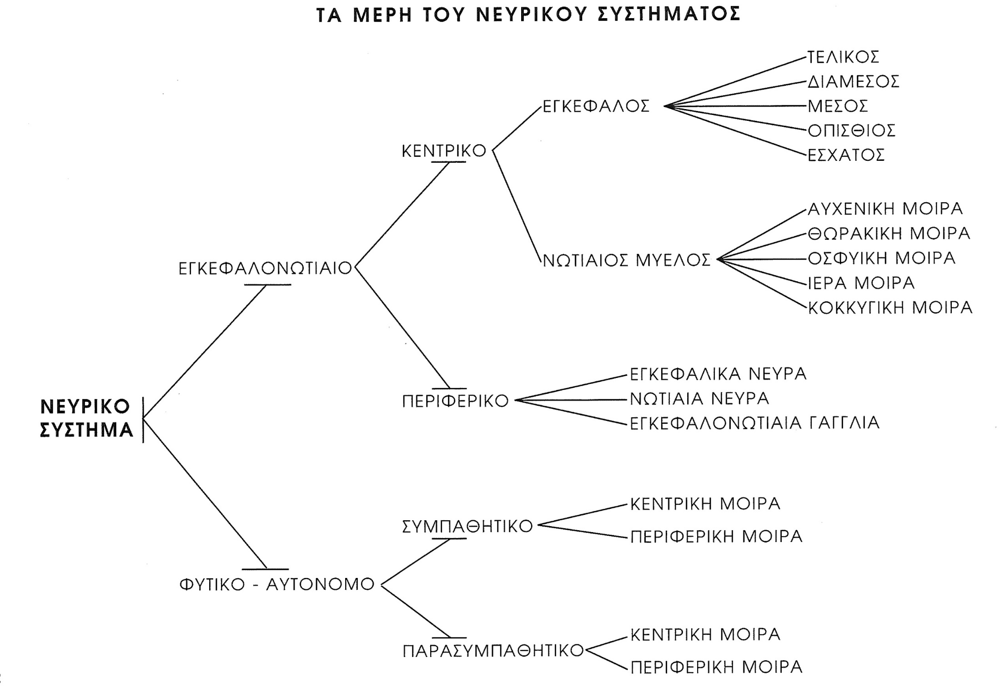 ΤΑ ΜΕΡΗ ΤΟΥ ΝΕΥΡΙΚΟΥ ΣΥΣΤΗΜΑΤΟΣ
ΤΕΛΙΚΟΣ
ΔΙΑΜΕΣΟΣ
ΕΓΚΕΦΑΛΟΣ
ΜΕΣΟΣ
ΟΠΙΣΘΙΟΣ
ΕΣΧΑΤΟΣ
ΚΕΝΤΡΙΚΟ
ΑΥΧΕΝΙΚΗ ΜΟΙΡΑ
ΘΩΡΑΚΙΚΗ ΜΟΙΡΑ
ΝΩΤΙΑΙΟΣ ΜΥΕΛΟΣ
ΟΣΦΥΙΚΗ ΜΟΙΡΑ
ΙΕΡΑ ΜΟΙΡΑ
ΚΟΚΚΥΓΙΚΗ ΜΟΙΡΑ
ΕΓΚΕΦΑΛΟΝΩΤΙΑΙΟ
ΕΓΚΕΦΑΛΙΚΑ ΝΕΥΡΑ
ΠΕΡΙΦΕΡΙΚΟ
ΝΩΤΙΑΙΑ ΝΕΥΡΑ
ΕΓΚΕΦΑΛΟΝΩΤΙΑΙΑ ΓΑΓΓΛΙΑ
ΝΕΥΡΙΚΟ
ΣΥΣΤΗΜΑ
ΣΥΜΠΑΘΗΤΙΚΟ
ΚΕΝΤΡΙΚΗ ΜΟΙΡΑ
ΠΕΡΙΦΕΡΙΚΗ ΜΟΙΡΑ
ΦΥΤΙΚΟ - ΑΥΤΟΝΟΜΟ
ΠΑΡΑΣΥΜΠΑΘΗΤΙΚΟ
ΚΕΝΤΡΙΚΗ ΜΟΙΡΑ
ΠΕΡΙΦΕΡΙΚΗ ΜΟΙΡΑ